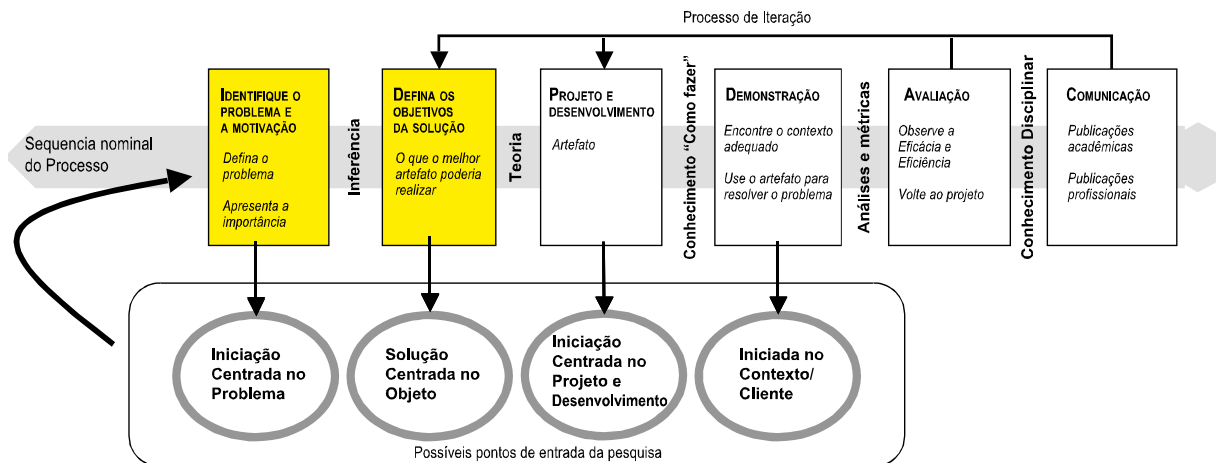 Processo de Iteração
Sequencia nominal
do Processo
IDENTIFIQUE O
PROBLEMA E
A MOTIVAÇÃO
Defina o
problema
Apresenta a
importância
Inferência
DEFINA OS
OBJETIVOS
DA SOLUÇÃO
O que o melhor
artefato poderia
realizar
Teoria
PROJETO E
DESENVOLVIMENTO
Artefato
Conhecimento “Como fazer”
DEMONSTRAÇÃO
Encontre o contexto
adequado
Use o artefato para
resolver o problema
Análises e métricas
AVALIAÇÃO
Observe a
Eficácia e
Eficiência
Volte ao projeto
Conhecimento Disciplinar
COMUNICAÇÃO
Publicações
acadêmicas
Publicações
profissionais
Iniciação
Centrada no
Problema
Solução
Centrada no
Objeto
Iniciação
Centrada no
Projeto e
Desenvolvimento
Iniciada no
Contexto/
Cliente
Possíveis pontos de entrada da pesquisa